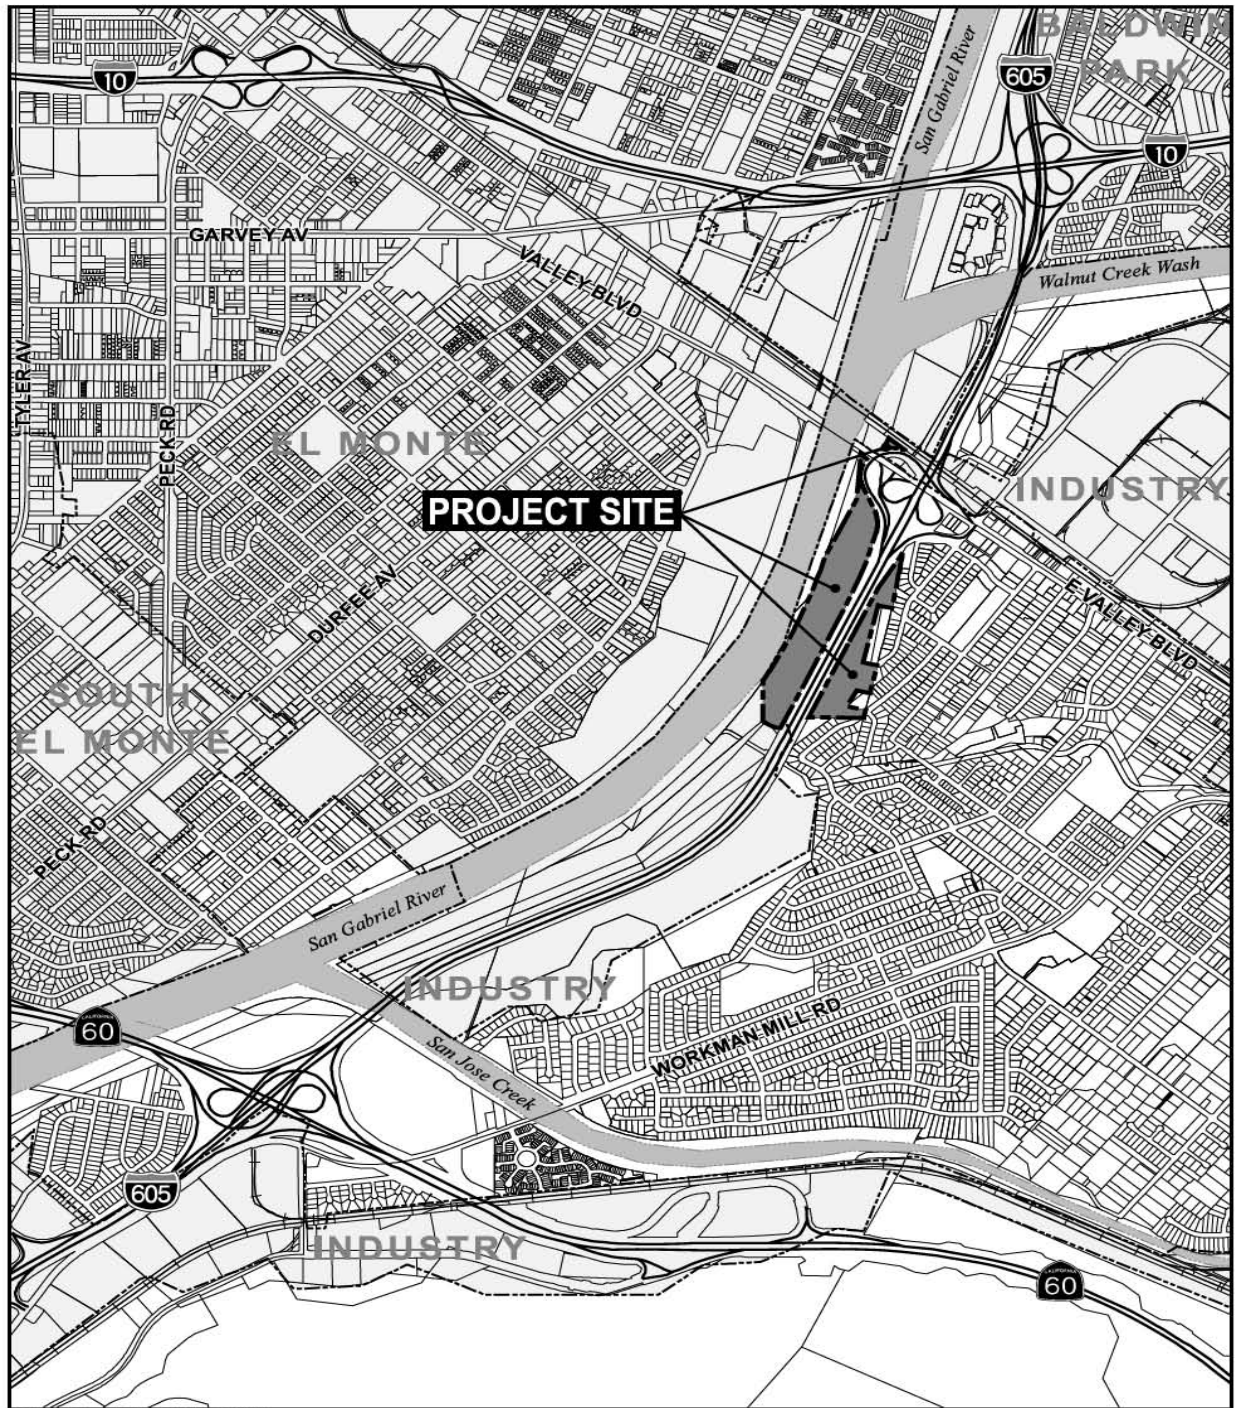 BALDWIN
PARK
San Gabriel River
10
605
10
GARVEY AV
VALLEY BLVD
Walnut Creek Wash
TYLER AV
PECK RD
EL MONTE
INDUSTRY
PROJECT SITE
DURFEE AV
E VALLEY BLVD
SOUTH
EL MONTE
PECK RD
San Gabriel River
INDUSTRY
CALIFORNIA
60
WORKMAN MILL RD
San Jose Creek
605
INDUSTRY
CALIFORNIA
60